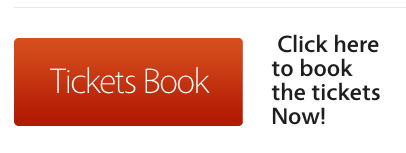 Tickets Book
Click here
to book
the tickets
Now!